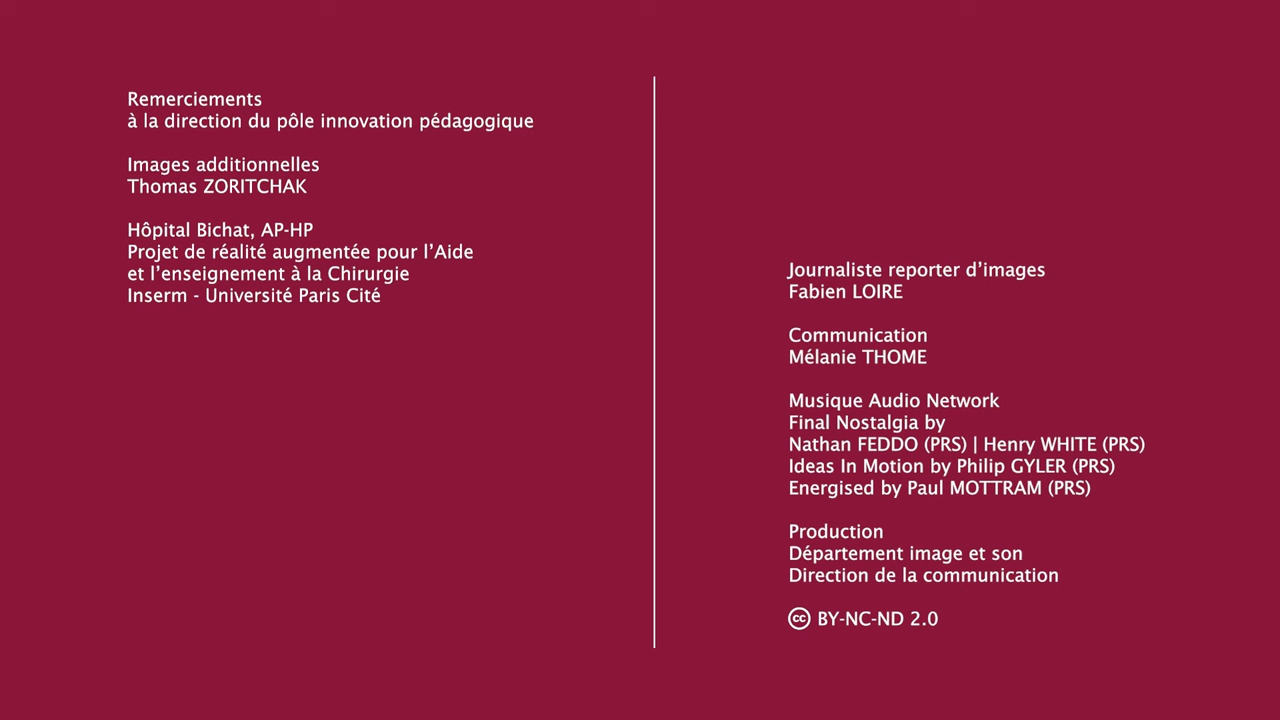 Remerciements
à la direction du pôle innovation pédagogique
Images additionnelles
Thomas ZORITCHAK
Hôpital Bichat, AP-HP
Projet de réalité augmentée pour l’Aide
et l’enseignement à la Chirurgie
Inserm - Université Paris Cité
Journaliste reporter d’images
Fabien LOIRE
Communication
Mélanie THOME
Musique Audio Network
Final Nostalgia by
Nathan FEDDO (PRS) | Henry WHITE (PRS)
Ideas In Motion by Philip GYLER (PRS)
Energised by Paul MOTTRAM (PRS)
Production
Département image et son
Direction de la communication
cc BY-NC-ND 2.0